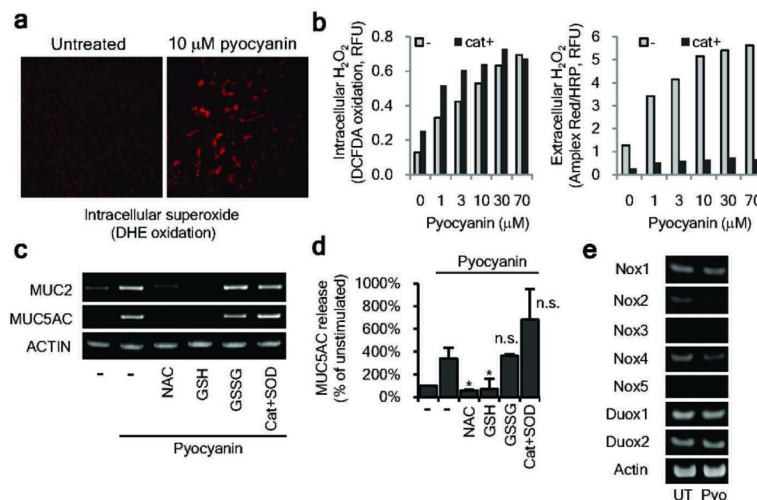 a
Untreated 10 μM pyocyanin
Intracellular superoxide
(DHE oxidation)
b
Intracellular H2O2
(DCFDA oxidation, RFU)
- cat+
0.8
0.6
0.4
0.2
0.0
0 1 3 10 30 70
Pyocyanin (μM)
Extracellular H2O2
(Amplex Red/HRP, RFU)
- cat+
6
5
4
3
2
1
0
0 1 3 10 30 70
Pyocyanin (μM)
c
MUC2
MUC5AC
ACTIN
- - NAC GSH GSSG Cat+SOD
Pyocyanin
d
Pyocyanin
MUC5AC release
(% of unstimulated)
1000%
800%
600%
400%
200%
0%
* * n.s. n.s.
- - NAC GSH GSSG Cat+SOD
e
Nox1
Nox2
Nox3
Nox4
Nox5
Duox1
Duox2
Actin
UT Pyo